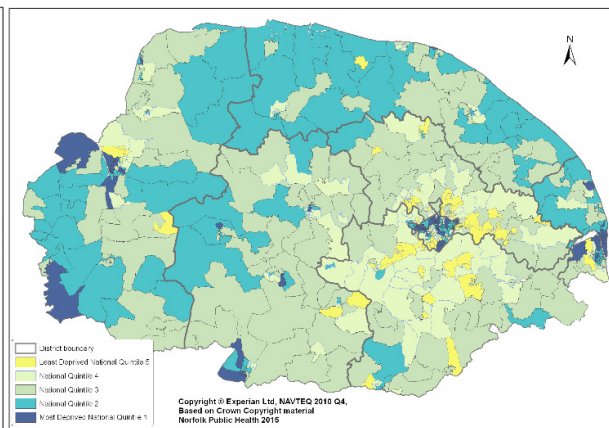 N
District boundary
Least Deprived National Quintile 5
National Quintile 4
National Quintile 3
National Quintile 2
Most Deprived National Quintile 1
Copyright © Experian Ltd, NAVTEQ 2010 Q4,
Based on Crown Copyright material
Norfolk Public Health 2015